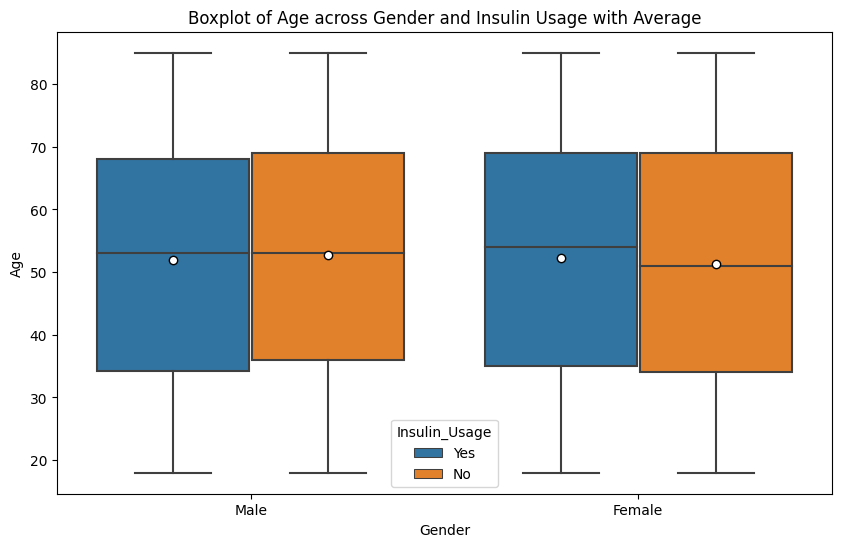 Boxplot of Age across Gender and Insulin Usage with Average
Age
80
70
60
50
40
30
20
Insulin_Usage
Yes
No
Male
Female
Gender